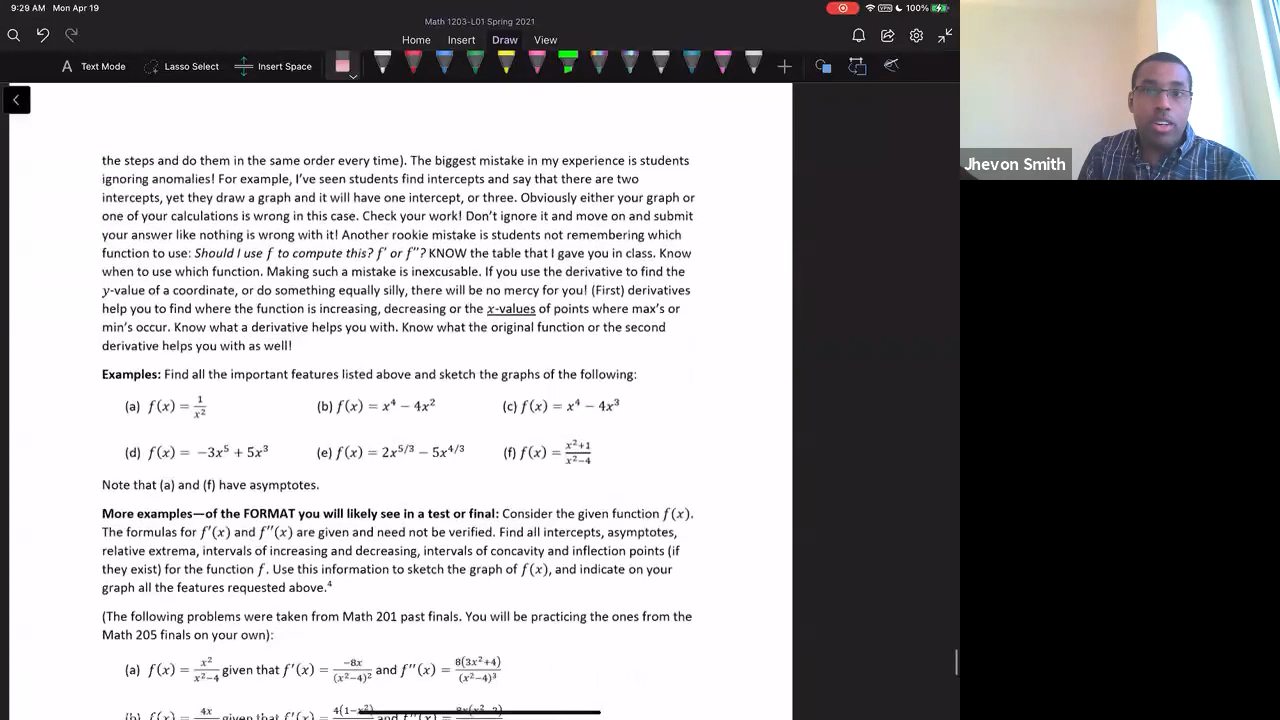 9:29 AM Mon Apr 19
100%
Math 1203-L01 Spring 2021
Home Insert Draw View
Text Mode Lasso Select Insert Space
the steps and do them in the same order every time). The biggest mistake in my experience is students
ignoring anomalies! For example, I've seen students find intercepts and say that there are two
intercepts, yet they draw a graph and it will have one intercept, or three. Obviously either your graph or
one of your calculations is wrong in this case. Check your work! Don't ignore it and move on and submit
your answer like nothing is wrong with it! Another rookie mistake is students not remembering which
function to use: Should I use f to compute this? f′ or f″? KNOW the table that I gave you in class. Know
when to use which function. Making such a mistake is inexcusable. If you use the derivative to find the
y-value of a coordinate, or do something equally silly, there will be no mercy for you! (First) derivatives
help you to find where the function is increasing, decreasing or the x-values of points where max's or
min's occur. Know what a derivative helps you with. Know what the original function or the second
derivative helps you with as well!
Examples: Find all the important features listed above and sketch the graphs of the following:
(a) f(x) = 1/x² (b) f(x) = x⁴ − 4x² (c) f(x) = x⁴ − 4x³
(d) f(x) = −3x⁵ + 5x³ (e) f(x) = 2x^{5/3} − 5x^{4/3} (f) f(x) = (x²+1)/(x²−4)
Note that (a) and (f) have asymptotes.
More examples—of the FORMAT you will likely see in a test or final: Consider the given function f(x).
The formulas for f′(x) and f″(x) are given and need not be verified. Find all intercepts, asymptotes,
relative extrema, intervals of increasing and decreasing, intervals of concavity and inflection points (if
they exist) for the function f. Use this information to sketch the graph of f(x), and indicate on your
graph all the features requested above.⁴
(The following problems were taken from Math 201 past finals. You will be practicing the ones from the
Math 205 finals on your own):
(a) f(x) = x²/(x²−4) given that f′(x) = −8x/(x²−4)² and f″(x) = 8(3x²+4)/(x²−4)³
(b) f(x) = 4x given that f′(x) = 4(1−x²) and f″(x) =
Jhevon Smith